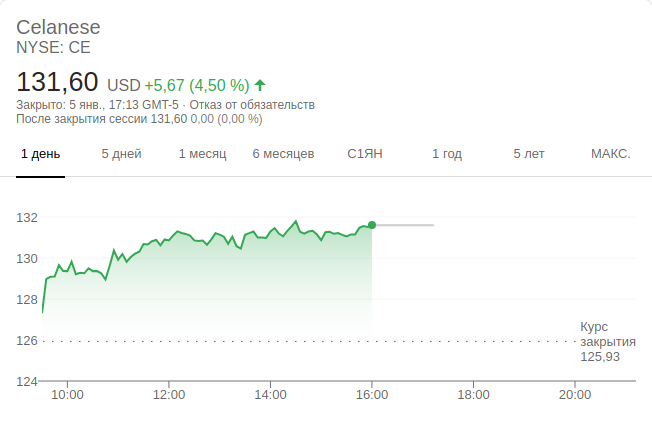 Celanese
NYSE: CE
131,60 USD +5,67 (4,50 %)
Закрыто: 5 янв., 17:13 GMT-5 · Отказ от обязательств
После закрытия сессии 131,60 0,00 (0,00 %)
1 день 5 дней 1 месяц 6 месяцев С1ЯН 1 год 5 лет МАКС.
132
130
128
126
Курс
закрытия
125,93
124
10:00 12:00 14:00 16:00 18:00 20:00